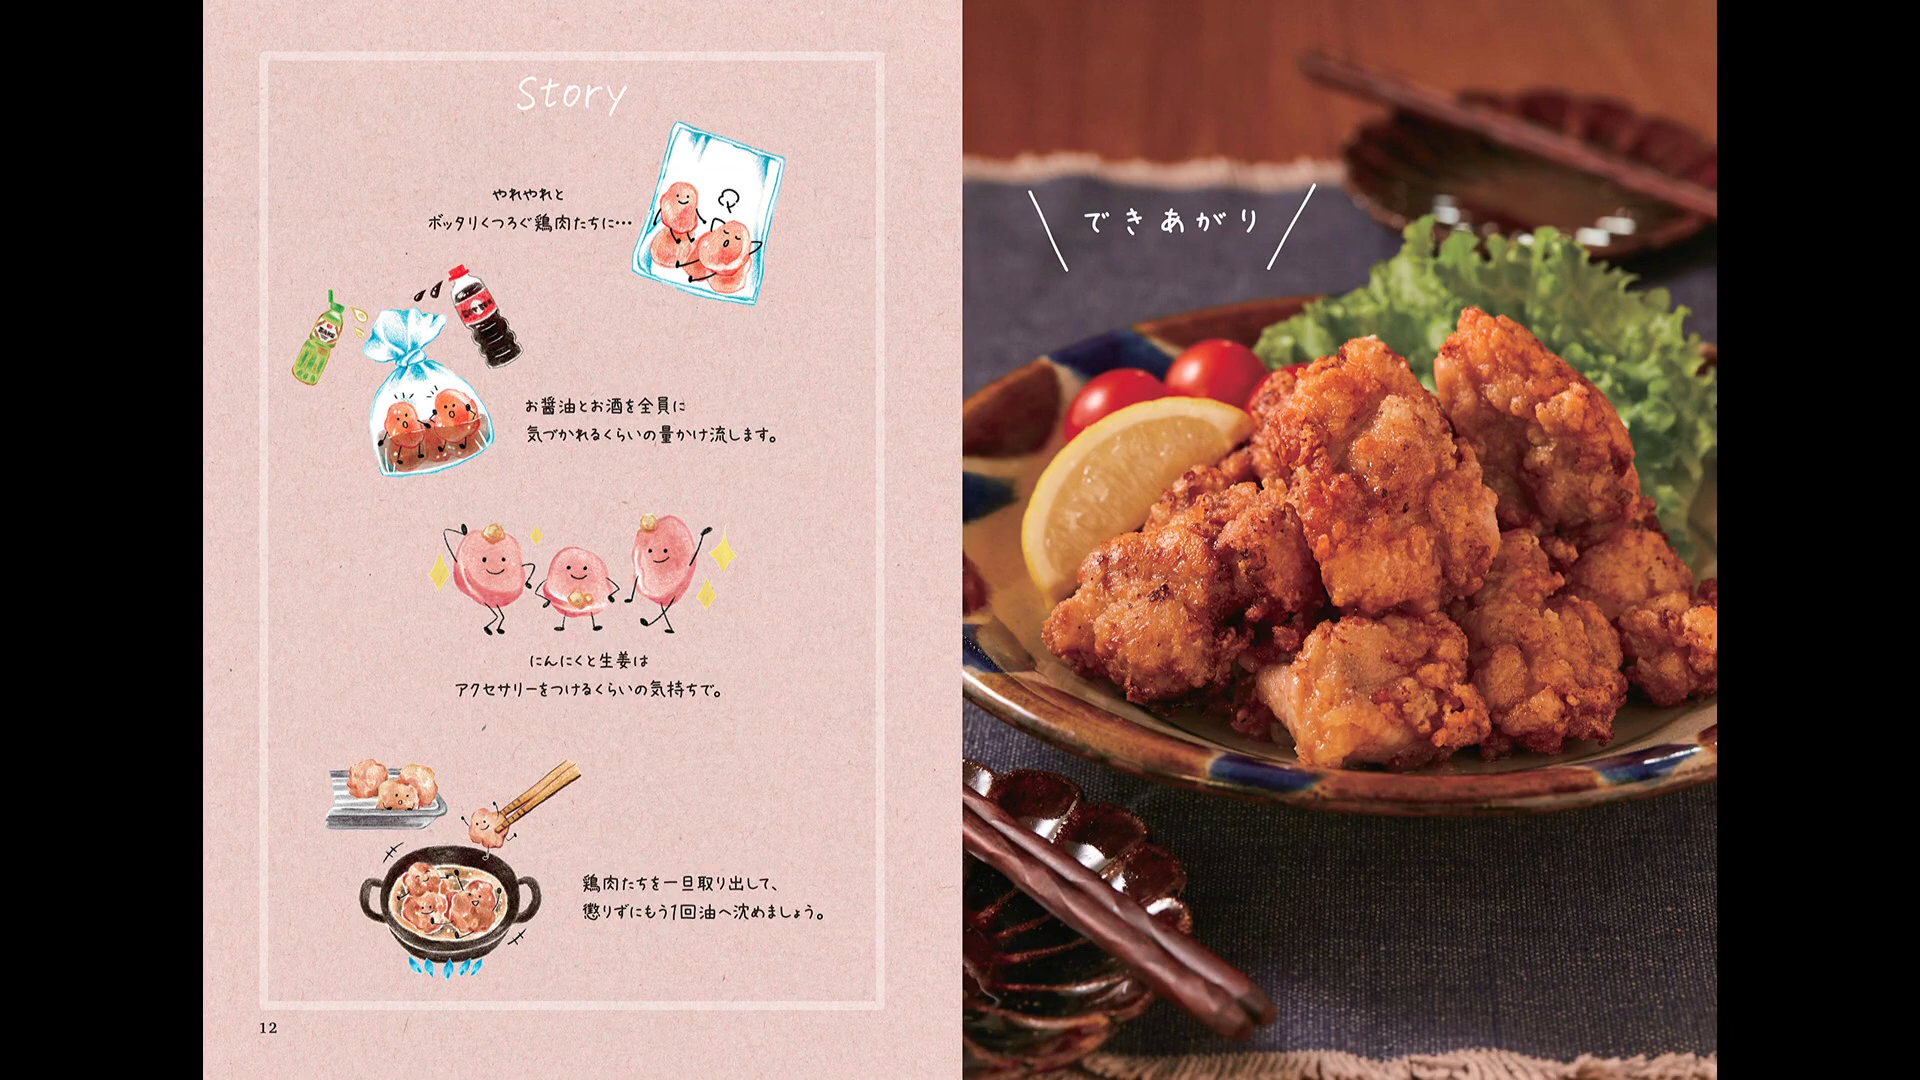 Story
やれやれと
ボッタリくつろぐ鶏肉たちに…
お醤油とお酒を全員に
気づかれるくらいの量かけ流します。
にんにくと生姜は
アクセサリーをつけるくらいの気持ちで。
鶏肉たちを一旦取り出して、
懲りずにもう1回油へ沈めましょう。
12
できあがり